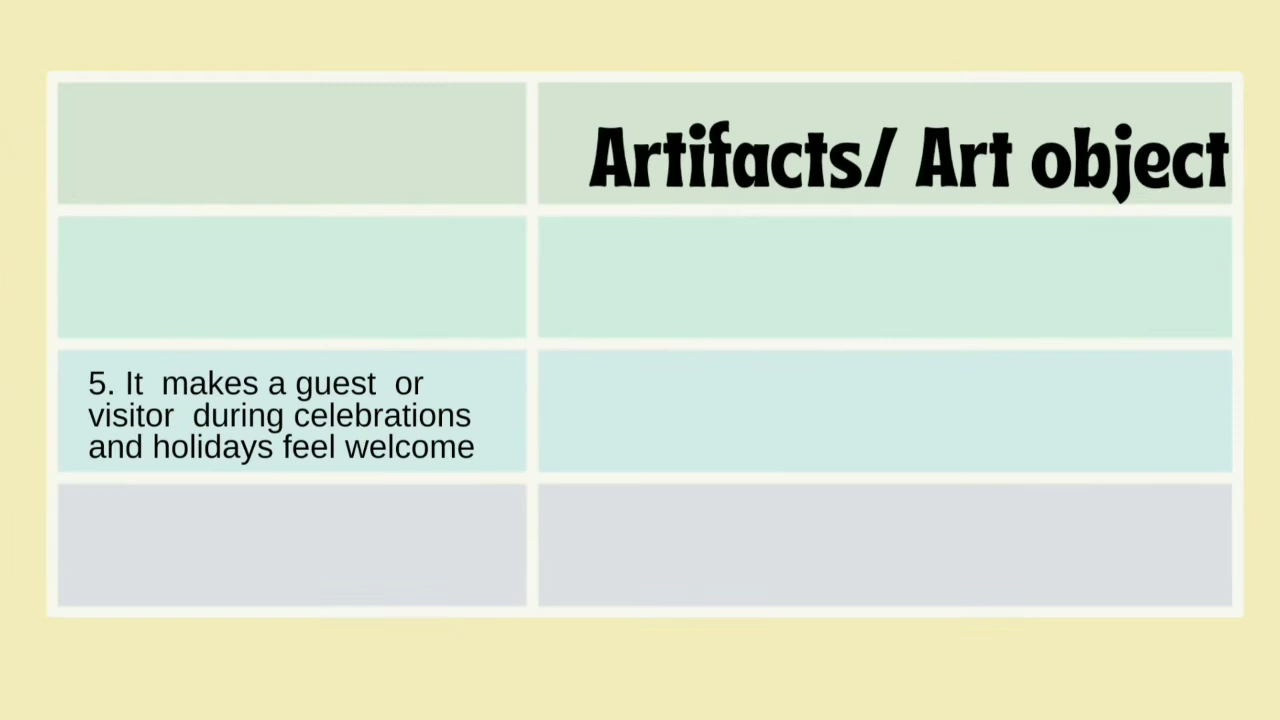 Artifacts/ Art object
5. It makes a guest or
visitor during celebrations
and holidays feel welcome